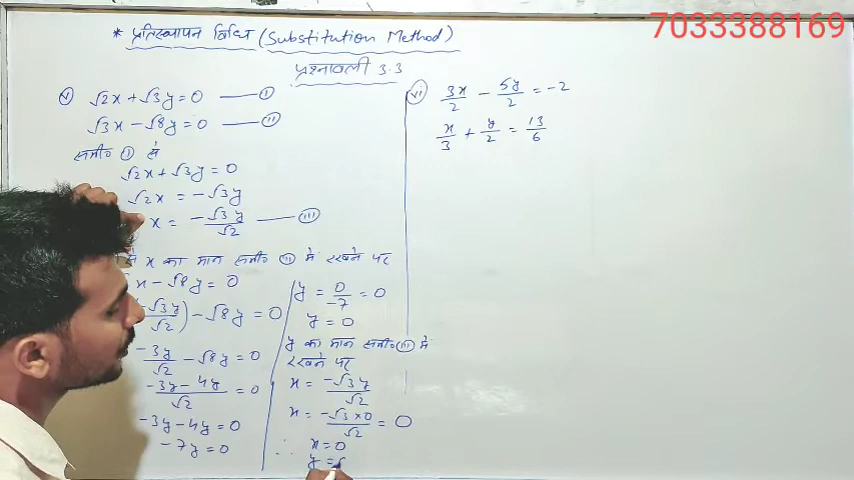 7033388169
* प्रतिस्थापन विधि (Substitution Method)
प्रश्नावली 3.3
(v) √2x + √3y = 0 —— (I)
√3x − √8y = 0 —— (II)
समी० (I) से
√2x + √3y = 0
√2x = −√3y
x = −√3y/√2 —— (III)
से x का मान समी० (II) में रखने पर
x − √8y = 0
−√3y/√2) − √8y = 0
−3y/√2 − √8y = 0
−3y − 4y/√2 = 0
−3y − 4y = 0
−7y = 0
y = 0/−7 = 0
y = 0
y का मान समी० (III) में
रखने पर
x = −√3y/√2
x = −√3×0/√2 = 0
∴ x = 0
y =
(vi) 3x/2 − 5y/2 = −2
x/3 + y/2 = 13/6